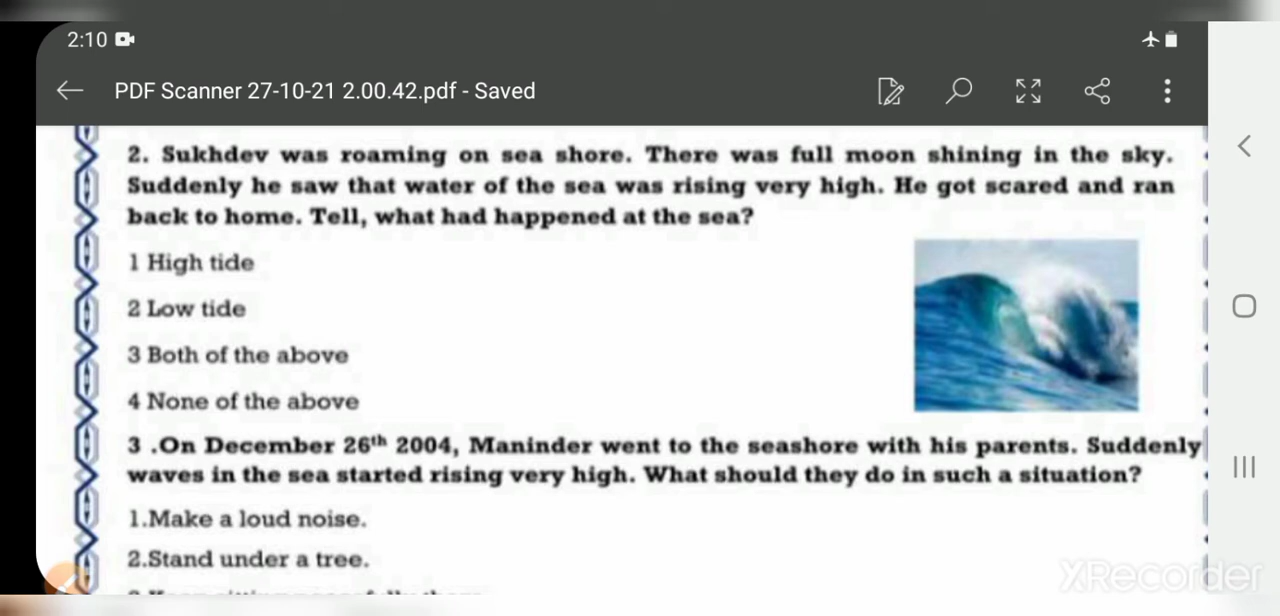 2:10
PDF Scanner 27-10-21 2.00.42.pdf - Saved
2. Sukhdev was roaming on sea shore. There was full moon shining in the sky.
Suddenly he saw that water of the sea was rising very high. He got scared and ran
back to home. Tell, what had happened at the sea?
1 High tide
2 Low tide
3 Both of the above
4 None of the above
3 .On December 26th 2004, Maninder went to the seashore with his parents. Suddenly
waves in the sea started rising very high. What should they do in such a situation?
1.Make a loud noise.
2.Stand under a tree.
XRecorder